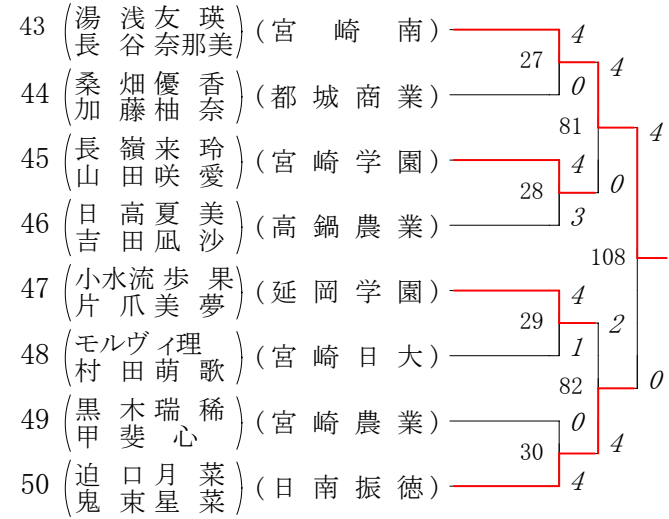 43 湯浅友瑛 (宮崎南) 4
長谷奈那美
27 4
44 桑畑優香 (都城商業) 0
加藤柚奈
81 4
45 長嶺来玲 (宮崎学園) 4
山田咲愛
28 0
46 日高夏美 (高鍋農業) 3
吉田凪沙
108
47 小水流歩果 (延岡学園) 4
片爪美夢
29 2
48 モルヴィ理 (宮崎日大) 1
村田萌歌
82 0
49 黒木瑞稀 (宮崎農業) 0
甲斐心
30 4
50 迫口月菜 (日南振徳) 4
鬼束星菜